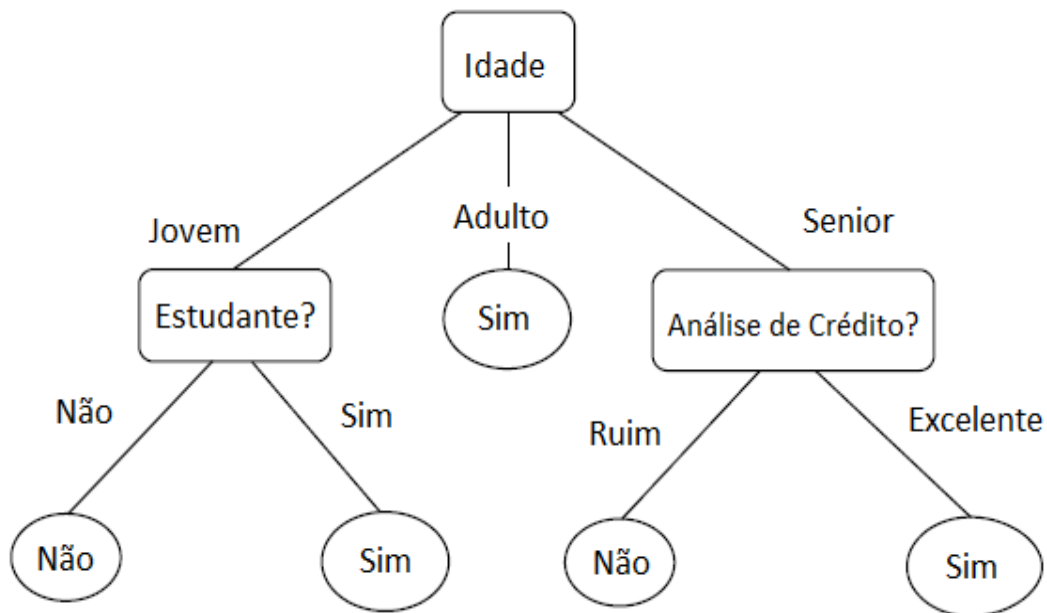 Idade
Jovem
Adulto
Senior
Estudante?
Sim
Análise de Crédito?
Não
Sim
Ruim
Excelente
Não
Sim
Não
Sim